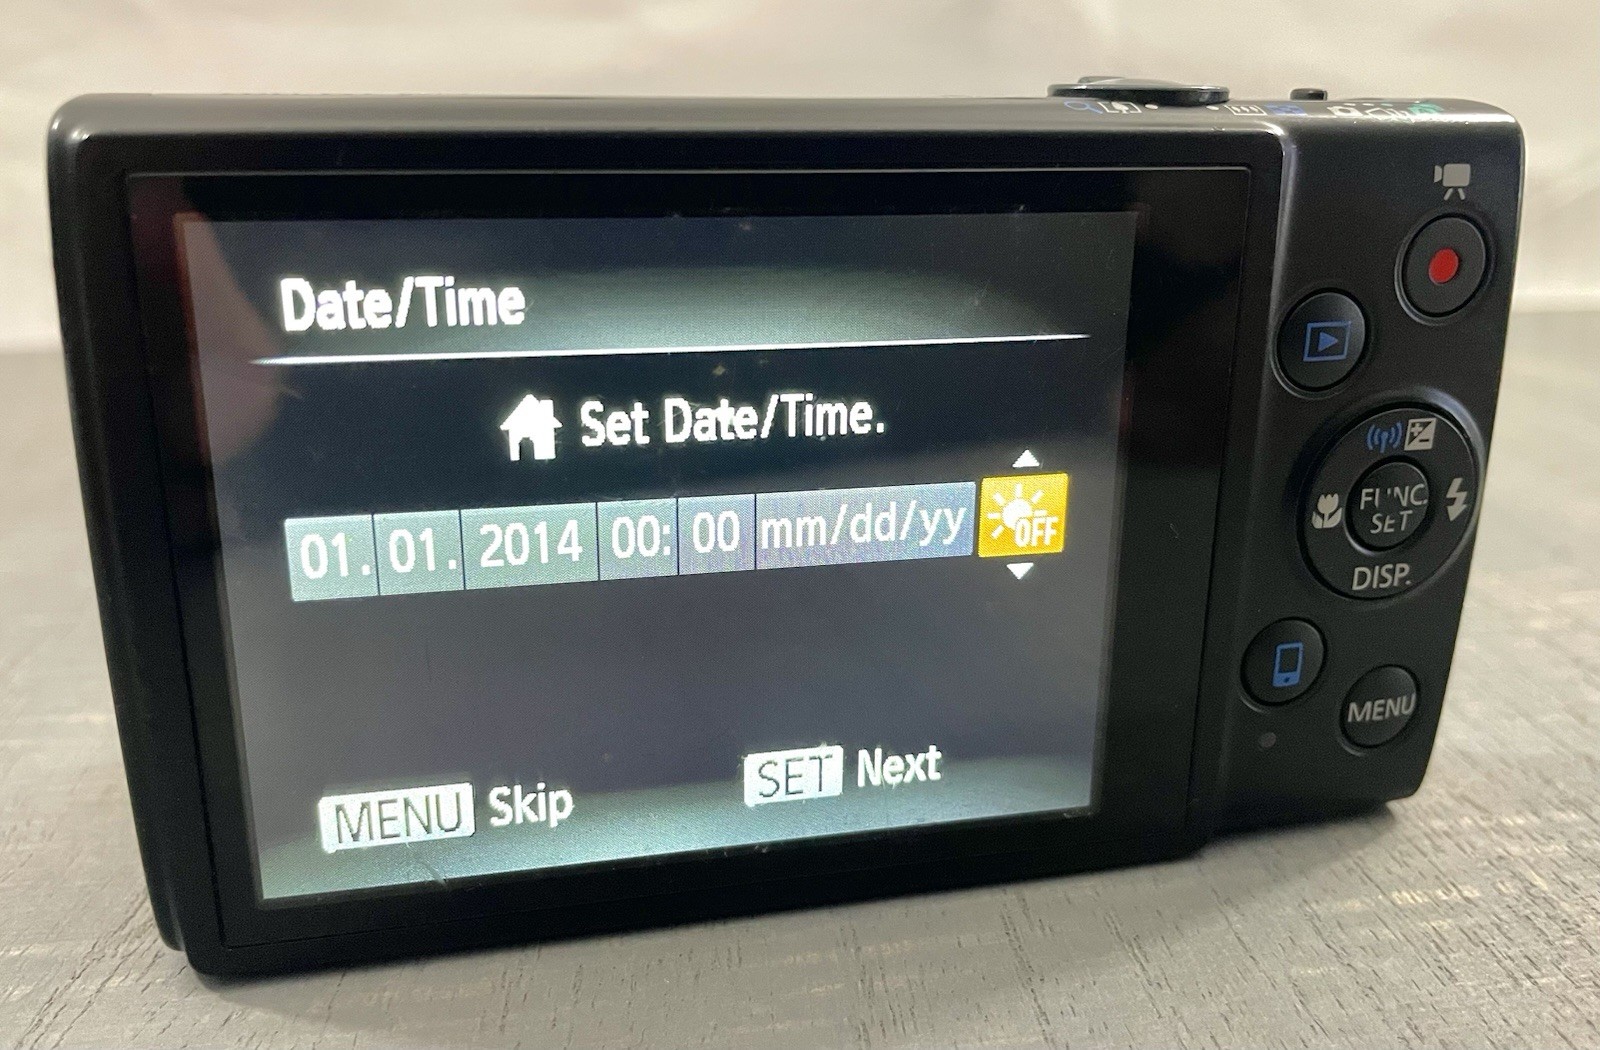 Date/Time
Set Date/Time.
01. 01. 2014 00: 00 mm/dd/yy OFF
MENU Skip SET Next
FUNC.
SET
DISP.
MENU